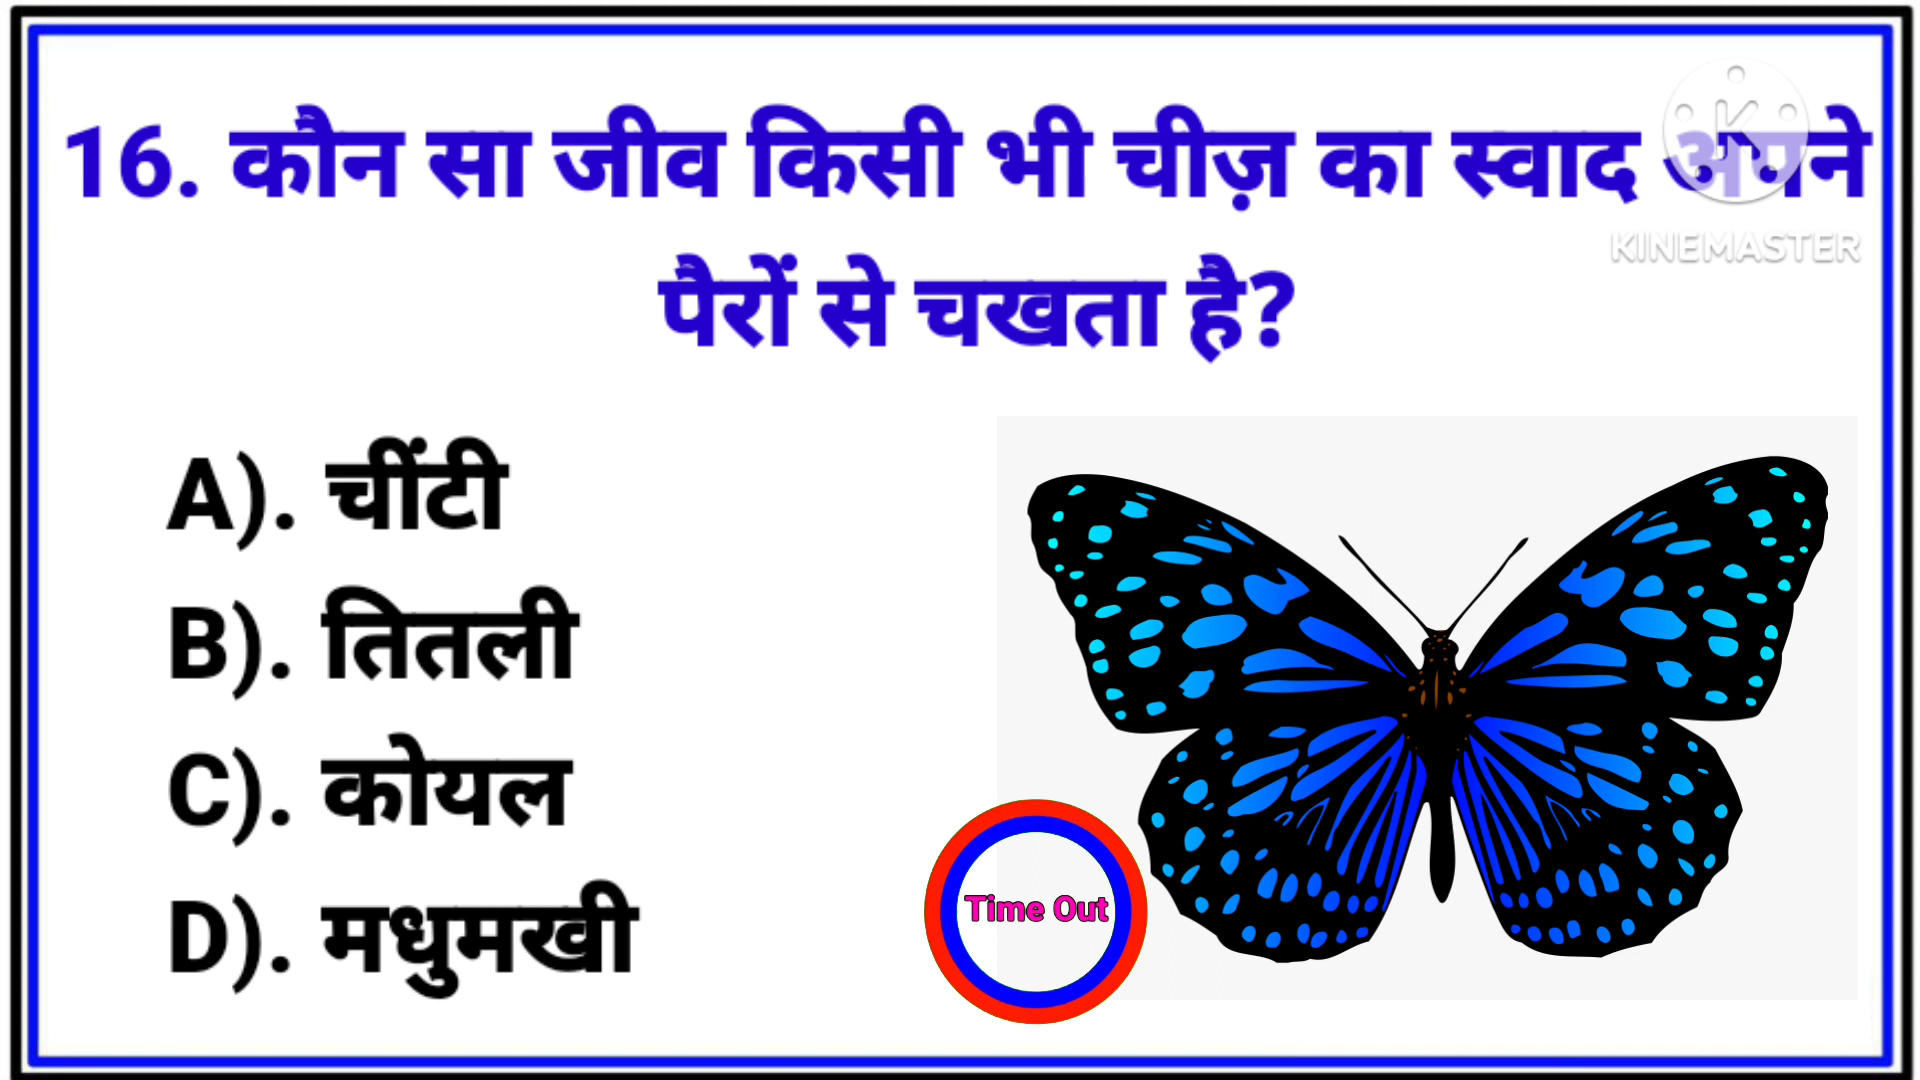 16. कौन सा जीव किसी भी चीज़ का स्वाद अपने
KINEMASTER
पैरों से चखता है?
A). चींटी
B). तितली
C). कोयल
D). मधुमखी
Time Out